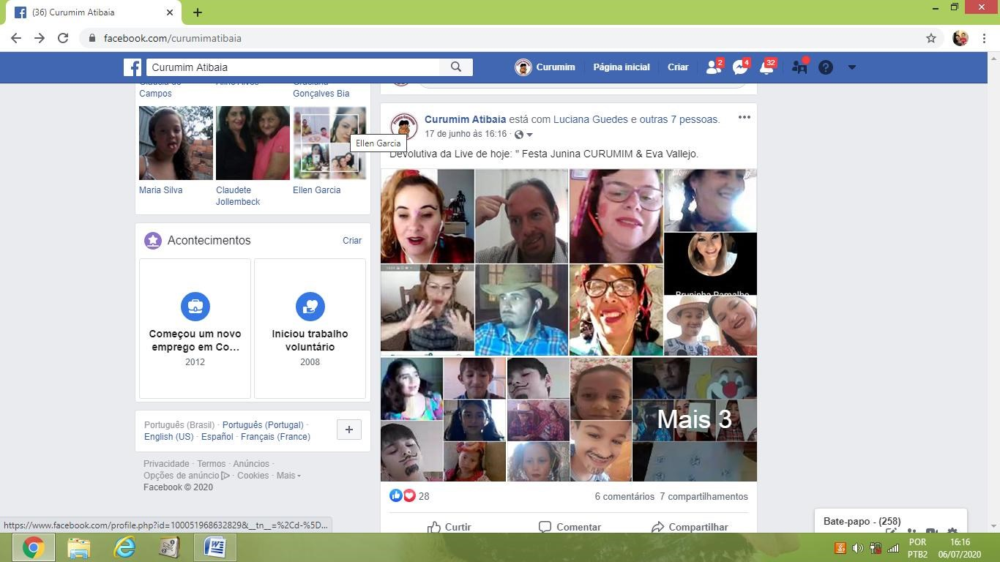 (36) Curumim Atibaia
facebook.com/curumimatibaia
Curumim Atibaia
Curumim
Página inicial
Criar
2
4
32
Campos
Gonçalves Bia
Maria Silva
Claudete
Jollembeck
Ellen Garcia
Ellen Garcia
Acontecimentos
Criar
Começou um novo
emprego em Co...
2012
Iniciou trabalho
voluntário
2008
Português (Brasil) · Português (Portugal) ·
English (US) · Español · Français (France)
Privacidade · Termos · Anúncios ·
Opções de anúncio · Cookies · Mais
Facebook © 2020
Curumim Atibaia está com Luciana Guedes e outras 7 pessoas.
17 de junho às 16:16 ·
Devolutiva da Live de hoje: " Festa Junina CURUMIM & Eva Vallejo.
Bruninha Ramalho
Mais 3
28
6 comentários 7 compartilhamentos
Curtir
Comentar
Compartilhar
Bate-papo - (258)
https://www.facebook.com/profile.php?id=100051968632829&__tn__=%2Cd-%5D...
POR
PTB2
16:16
06/07/2020